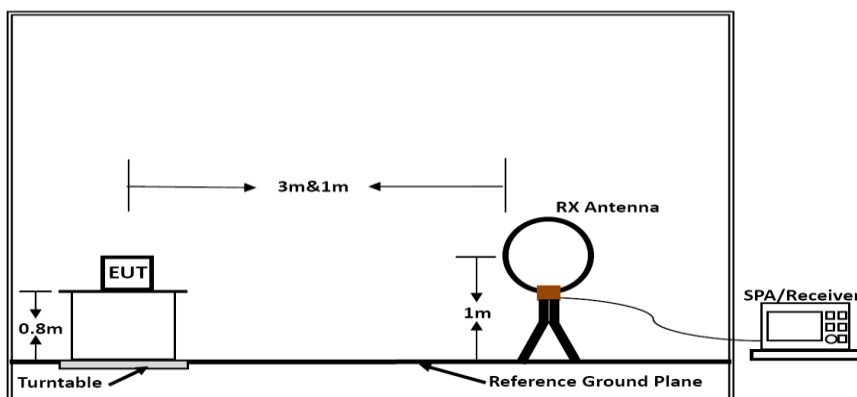 3m&1m
RX Antenna
EUT
SPA/Receiver
0.8m
1m
Turntable
Reference Ground Plane